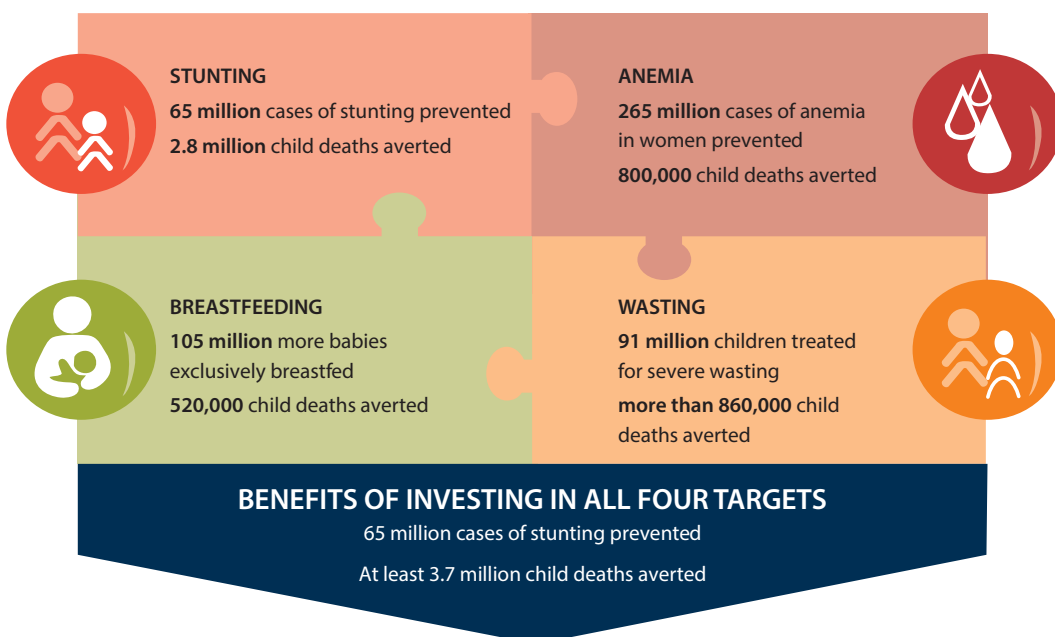 STUNTING
65 million cases of stunting prevented
2.8 million child deaths averted
ANEMIA
265 million cases of anemia
in women prevented
800,000 child deaths averted
BREASTFEEDING
105 million more babies
exclusively breastfed
520,000 child deaths averted
WASTING
91 million children treated
for severe wasting
more than 860,000 child
deaths averted
BENEFITS OF INVESTING IN ALL FOUR TARGETS
65 million cases of stunting prevented
At least 3.7 million child deaths averted